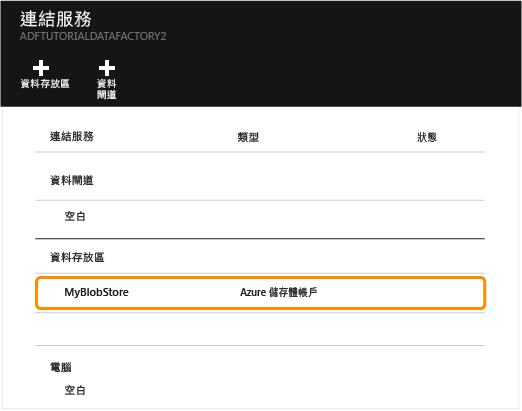 連結服務
ADFTUTORIALDATAFACTORY2
資料存放區 資料閘道
連結服務 類型 狀態
資料閘道
空白
資料存放區
MyBlobStore Azure 儲存體帳戶
電腦
空白